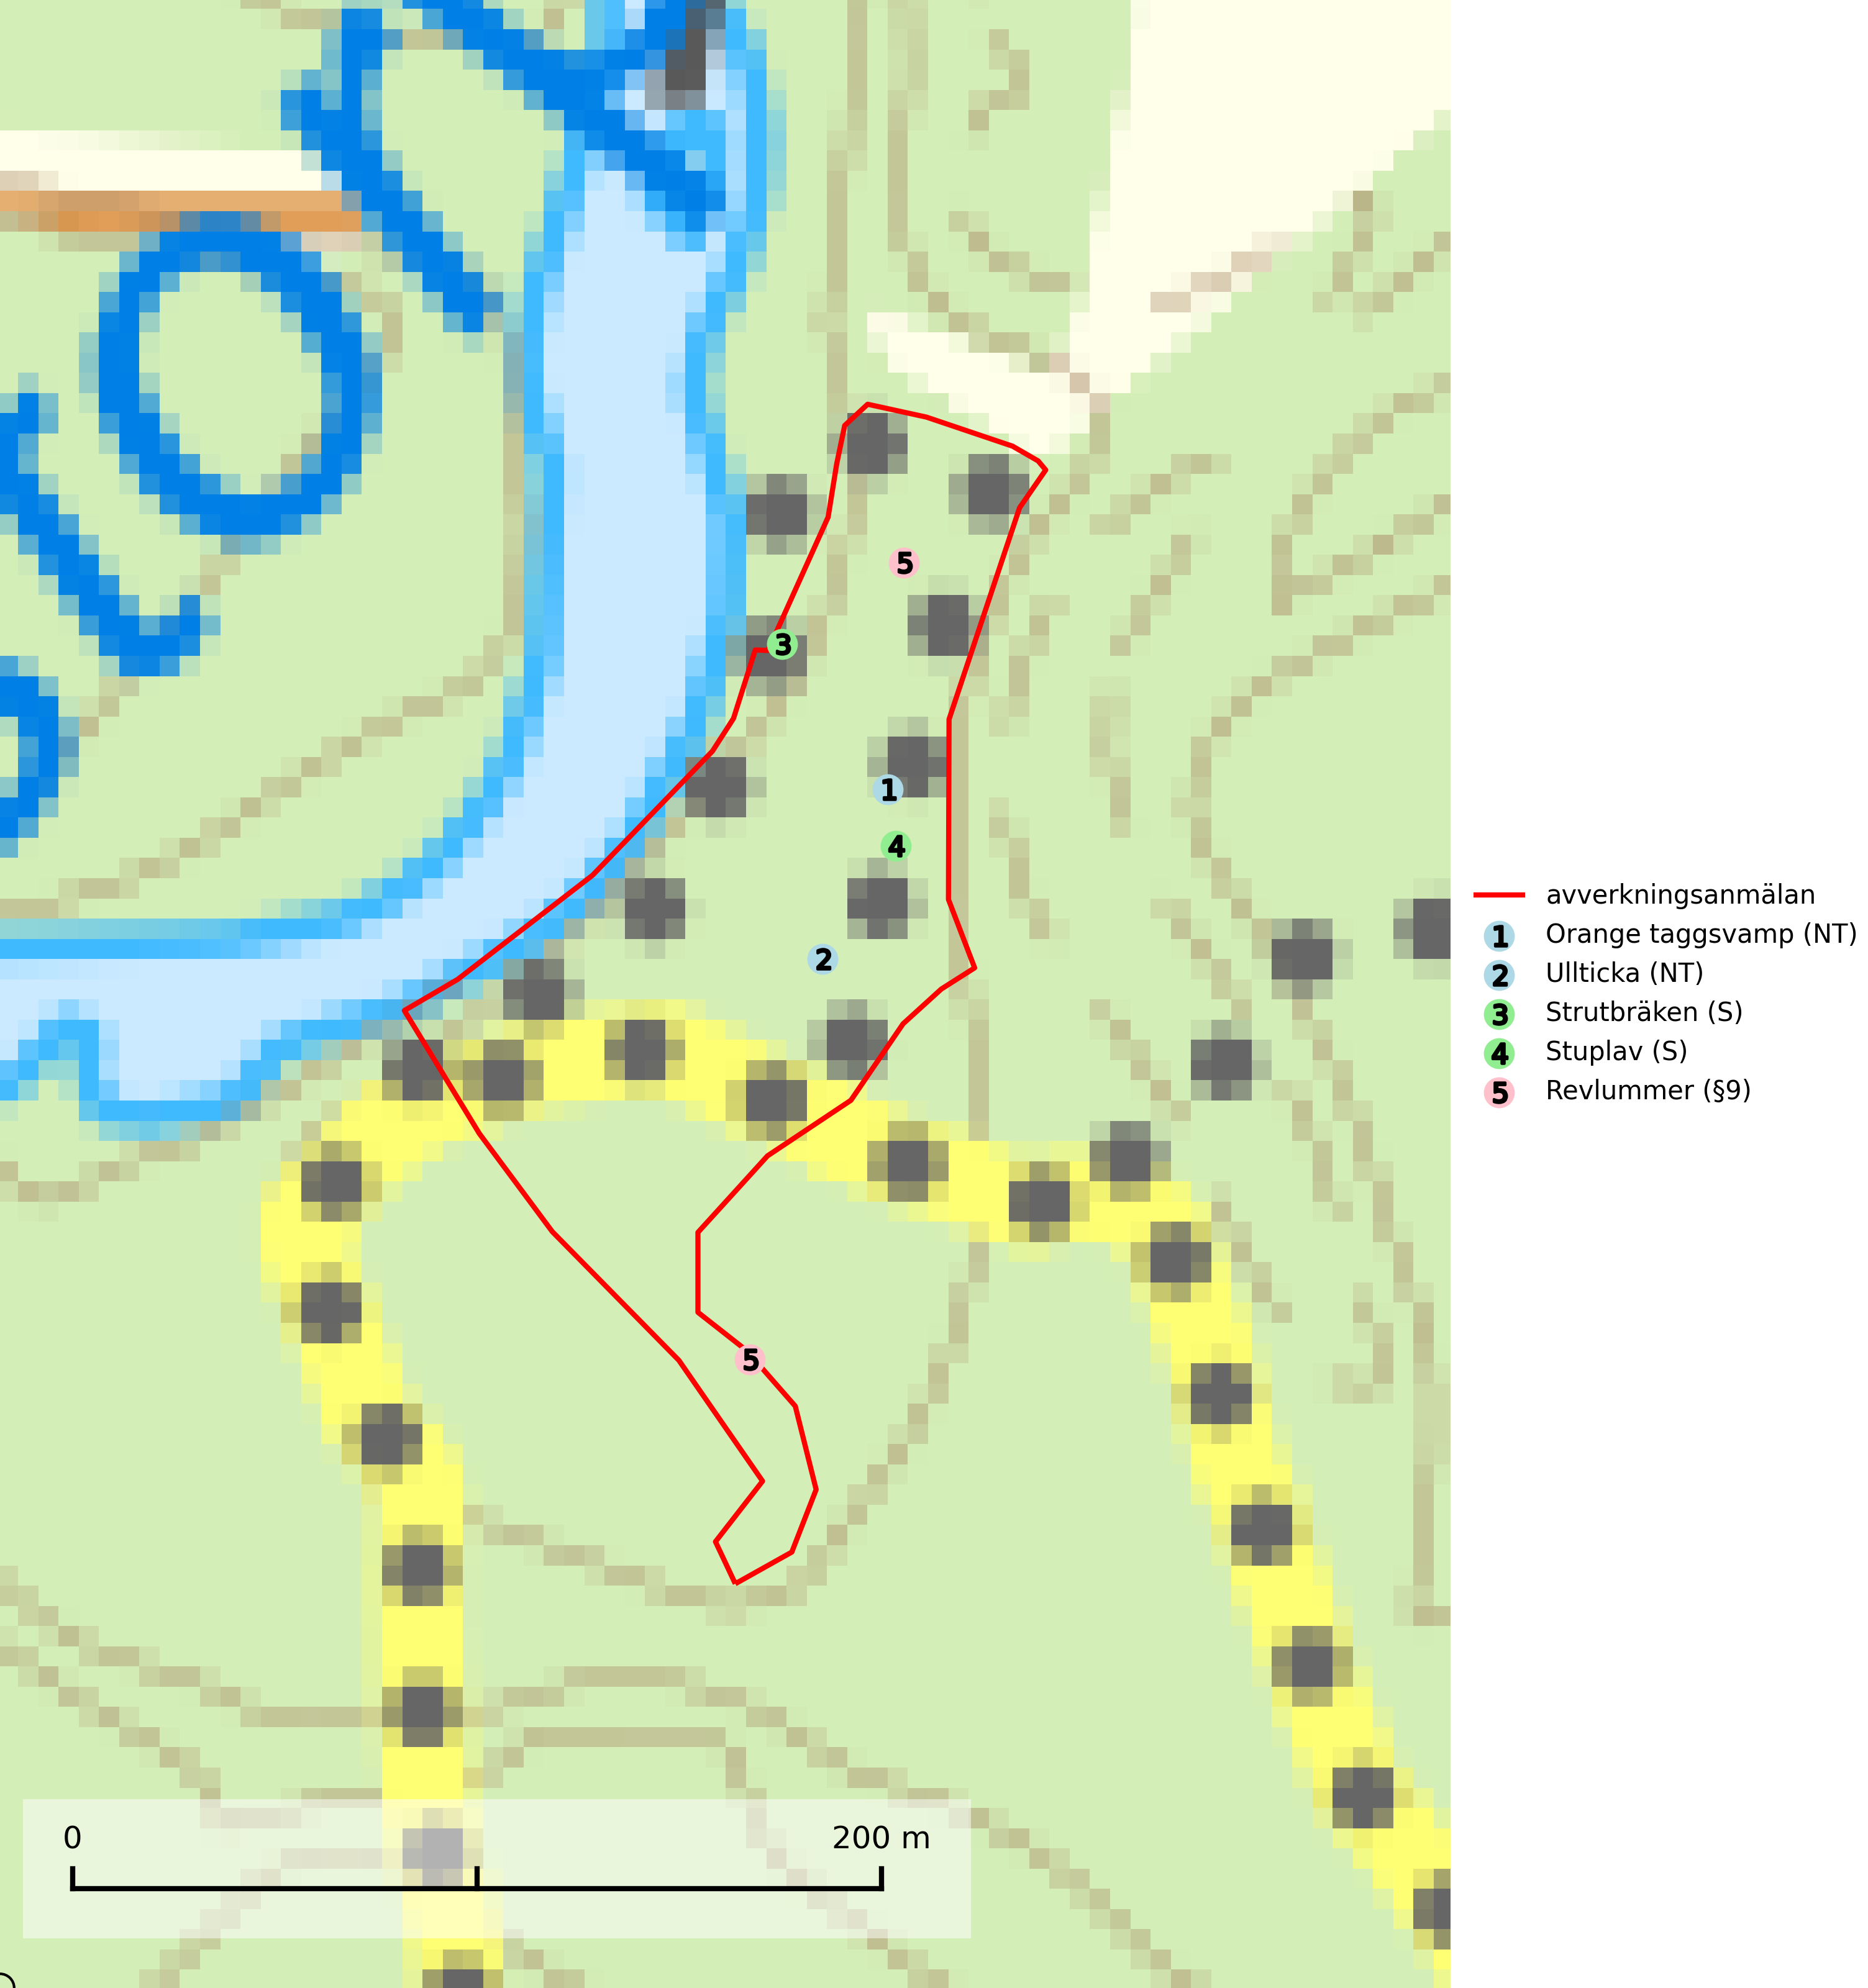 5
3
1
4
2
5
avverkningsanmälan
1 Orange taggsvamp (NT)
2 Ullticka (NT)
3 Strutbräken (S)
4 Stuplav (S)
5 Revlummer (§9)
0 200 m